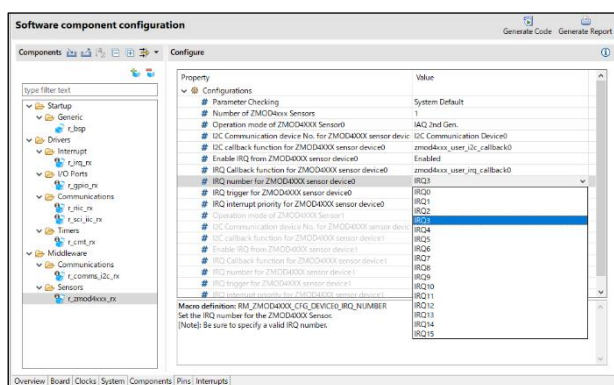 Software component configuration
Generate Code Generate Report
Components
Configure
type filter text
Startup
Generic
r_bsp
Drivers
Interrupt
r_irq_rx
I/O Ports
r_gpio_rx
Communications
r_riic_rx
r_sci_iic_rx
Timers
r_cmt_rx
Middleware
Communications
r_comms_i2c_rx
Sensors
r_zmod4xxx_rx
Property Value
Configurations
# Parameter Checking System Default
# Number of ZMOD4xxx Sensors 1
# Operation mode of ZMOD4XXX Sensor0 IAQ 2nd Gen.
# I2C Communication device No. for ZMOD4XXX sensor devic I2C Communication Device0
# I2C callback function for ZMOD4XXX sensor device0 zmod4xxx_user_i2c_callback0
# Enable IRQ from ZMOD4XXX sensor device0 Enabled
# IRQ Callback function for ZMOD4XXX sensor device0 zmod4xxx_user_irq_callback0
# IRQ number for ZMOD4XXX sensor device0 IRQ3
# IRQ trigger for ZMOD4XXX sensor device0
# IRQ interrupt priority for ZMOD4XXX sensor device0
# Operation mode of ZMOD4XXX Sensor1
# I2C Communication device No. for ZMOD4XXX sensor devic
# I2C callback function for ZMOD4XXX sensor device1
# Enable IRQ from ZMOD4XXX sensor device1
# IRQ Callback function for ZMOD4XXX sensor device1
# IRQ number for ZMOD4XXX sensor device1
# IRQ trigger for ZMOD4XXX sensor device1
# IRQ interrupt priority for ZMOD4XXX sensor device1
IRQ0
IRQ1
IRQ2
IRQ3
IRQ4
IRQ5
IRQ6
IRQ7
IRQ8
IRQ9
IRQ10
IRQ11
IRQ12
IRQ13
IRQ14
IRQ15
Macro definition: RM_ZMOD4XXX_CFG_DEVICE0_IRQ_NUMBER
Set the IRQ number for the ZMOD4XXX Sensor.
[Note]: Be sure to specify a valid IRQ number.
Overview Board Clocks System Components Pins Interrupts